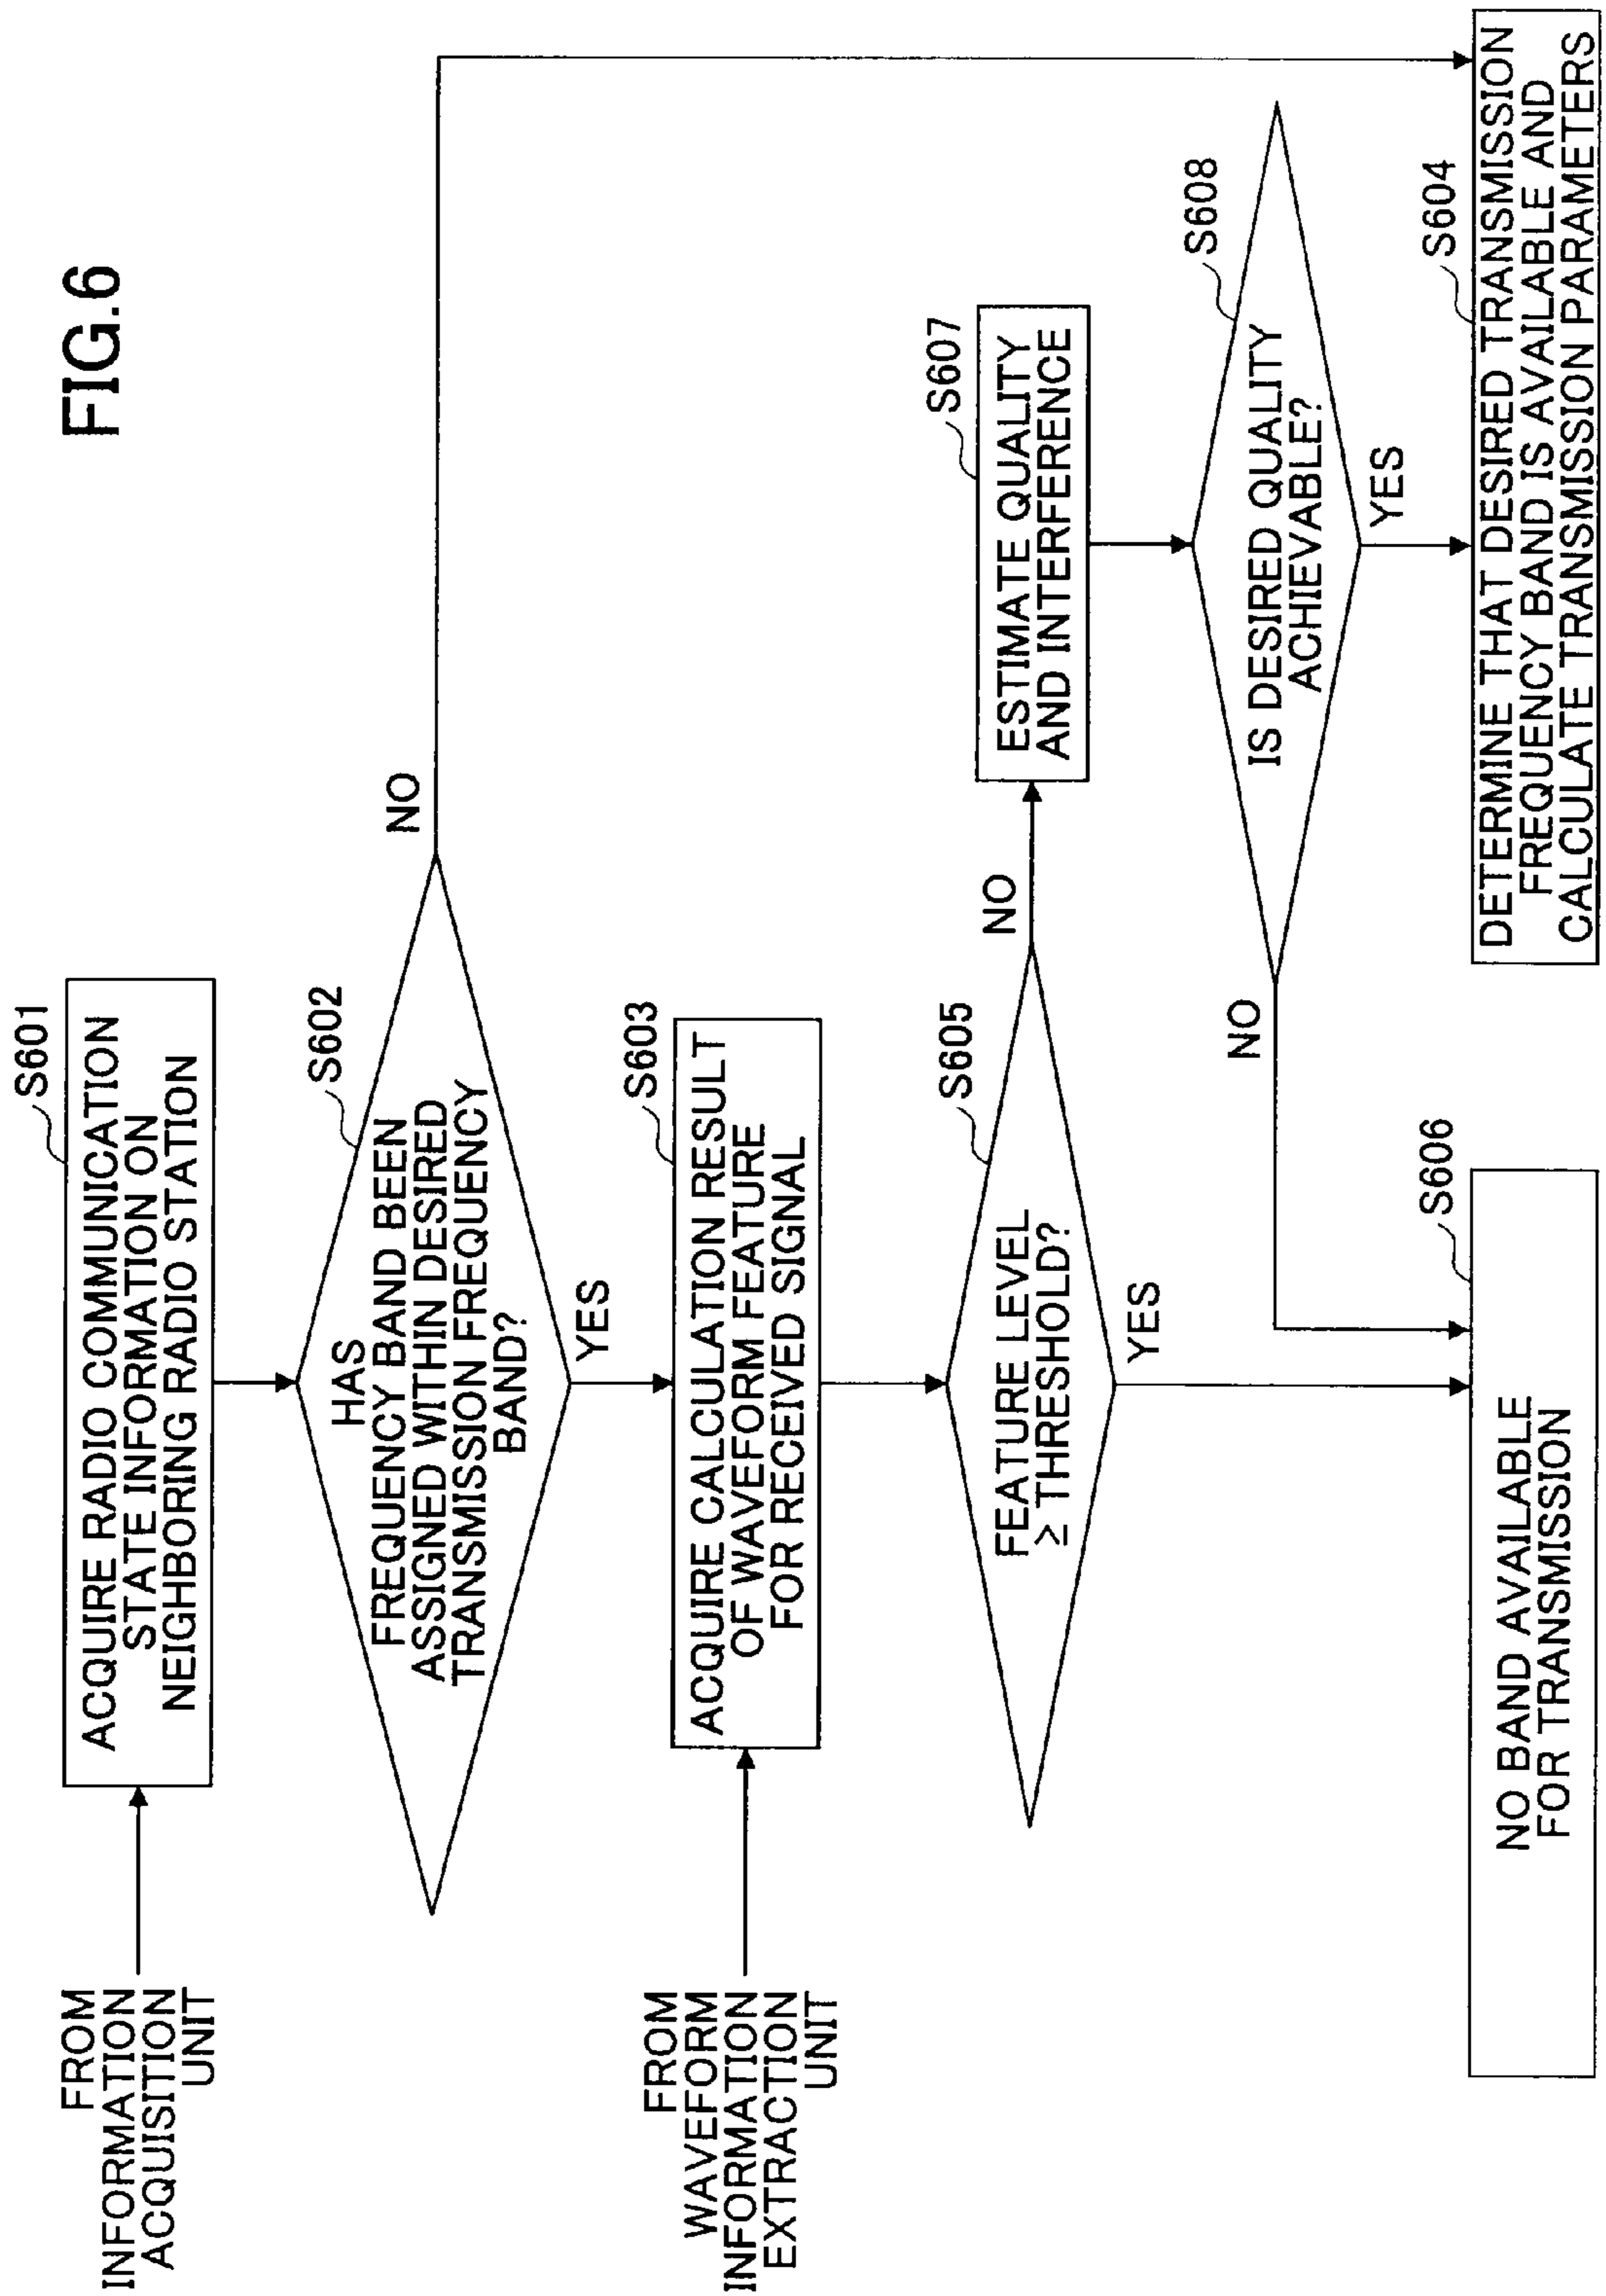 FIG.6
FROM
INFORMATION
ACQUISITION
UNIT
S601
ACQUIRE RADIO COMMUNICATION
STATE INFORMATION ON
NEIGHBORING RADIO STATION
S602
HAS
FREQUENCY BAND BEEN
ASSIGNED WITHIN DESIRED
TRANSMISSION FREQUENCY
BAND?
NO
YES
FROM
WAVEFORM
INFORMATION
EXTRACTION
UNIT
S603
ACQUIRE CALCULATION RESULT
OF WAVEFORM FEATURE
FOR RECEIVED SIGNAL
S605
FEATURE LEVEL
≥ THRESHOLD?
NO
YES
S607
ESTIMATE QUALITY
AND INTERFERENCE
S608
IS DESIRED QUALITY
ACHIEVABLE?
NO
YES
S606
NO BAND AVAILABLE
FOR TRANSMISSION
S604
DETERMINE THAT DESIRED TRANSMISSION
FREQUENCY BAND IS AVAILABLE AND
CALCULATE TRANSMISSION PARAMETERS